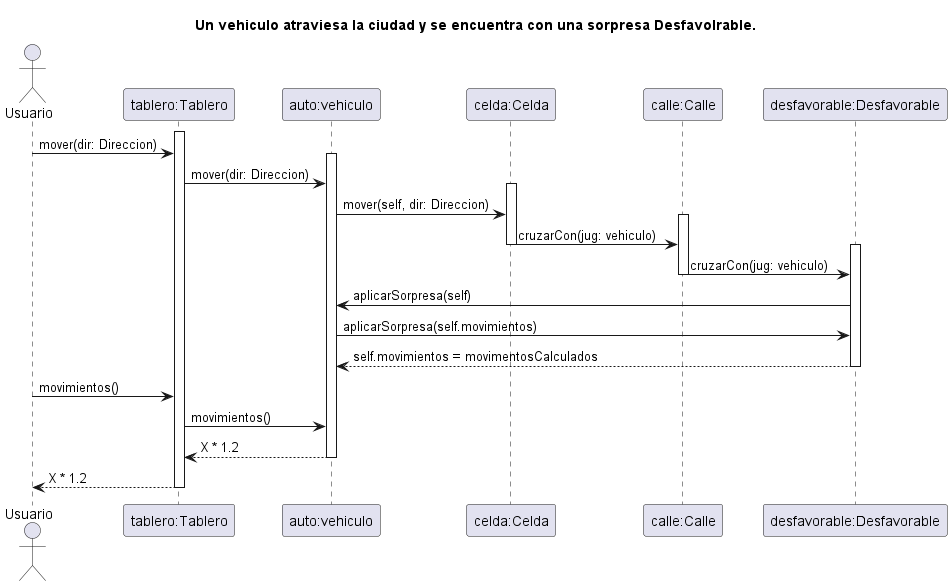 Un vehiculo atraviesa la ciudad y se encuentra con una sorpresa Desfavolrable.
Usuario
tablero:Tablero
auto:vehiculo
celda:Celda
calle:Calle
desfavorable:Desfavorable
mover(dir: Direccion)
mover(dir: Direccion)
mover(self, dir: Direccion)
cruzarCon(jug: vehiculo)
cruzarCon(jug: vehiculo)
aplicarSorpresa(self)
aplicarSorpresa(self.movimientos)
self.movimientos = movimentosCalculados
movimientos()
movimientos()
X * 1.2
X * 1.2
Usuario
tablero:Tablero
auto:vehiculo
celda:Celda
calle:Calle
desfavorable:Desfavorable